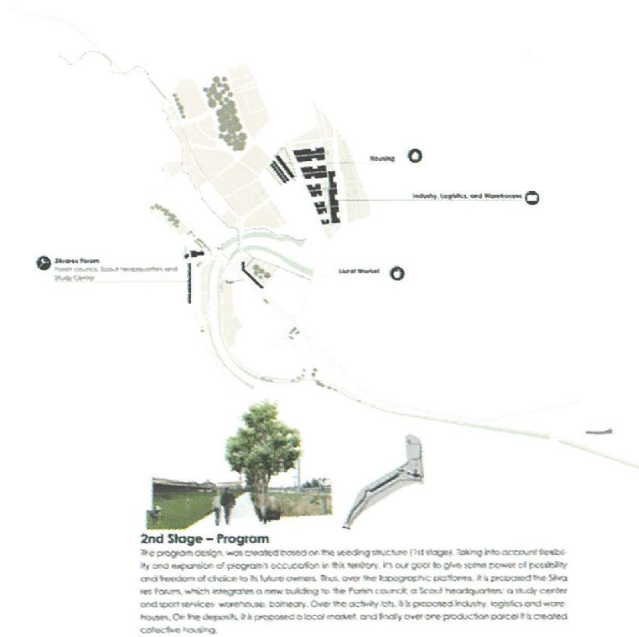 Housing
Industry, Logistics, and Warehouses
Silvares Forum
Parish council, Scout headquarters and
Study Center
Local Market
2nd Stage – Program
The program design, was created based on the seeding structure (1st stage). Taking into account flexibi-
lity and expansion of program's occupation in this territory. It's our goal to give some power of possibility
and freedom of choice to its future owners. Thus, over the topographic platforms, it is proposed the Silva
res Forum, which integrates a new building to the Parish council, a Scout headquarters; a study center
and sport services: warehouse, balneary. Over the activity lots, it is proposed industry, logistics and ware-
houses. On the deposits, it is proposed a local market, and finally over one production parcel it is created
collective housing.